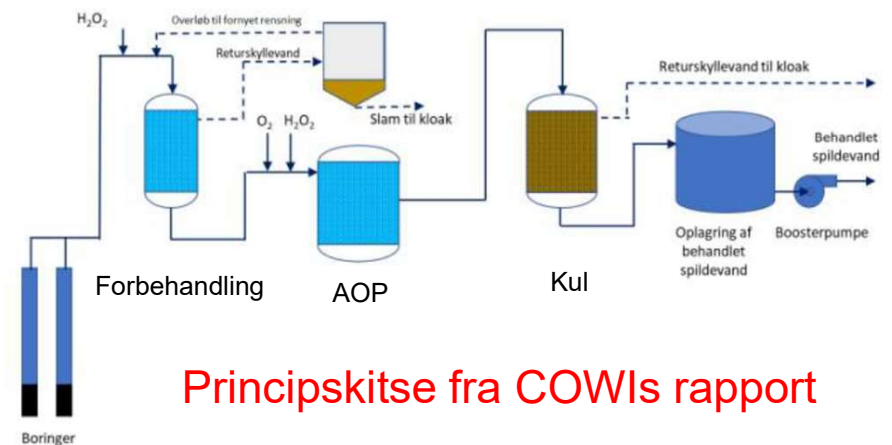 H₂O₂
Overløb til fornyet rensning
Returskyllevand
Slam til kloak
O₂ H₂O₂
Returskyllevand til kloak
Behandlet
spildevand
Oplagring af
behandlet
spildevand
Boosterpumpe
Forbehandling
AOP
Kul
Principskitse fra COWIs rapport
Boringer